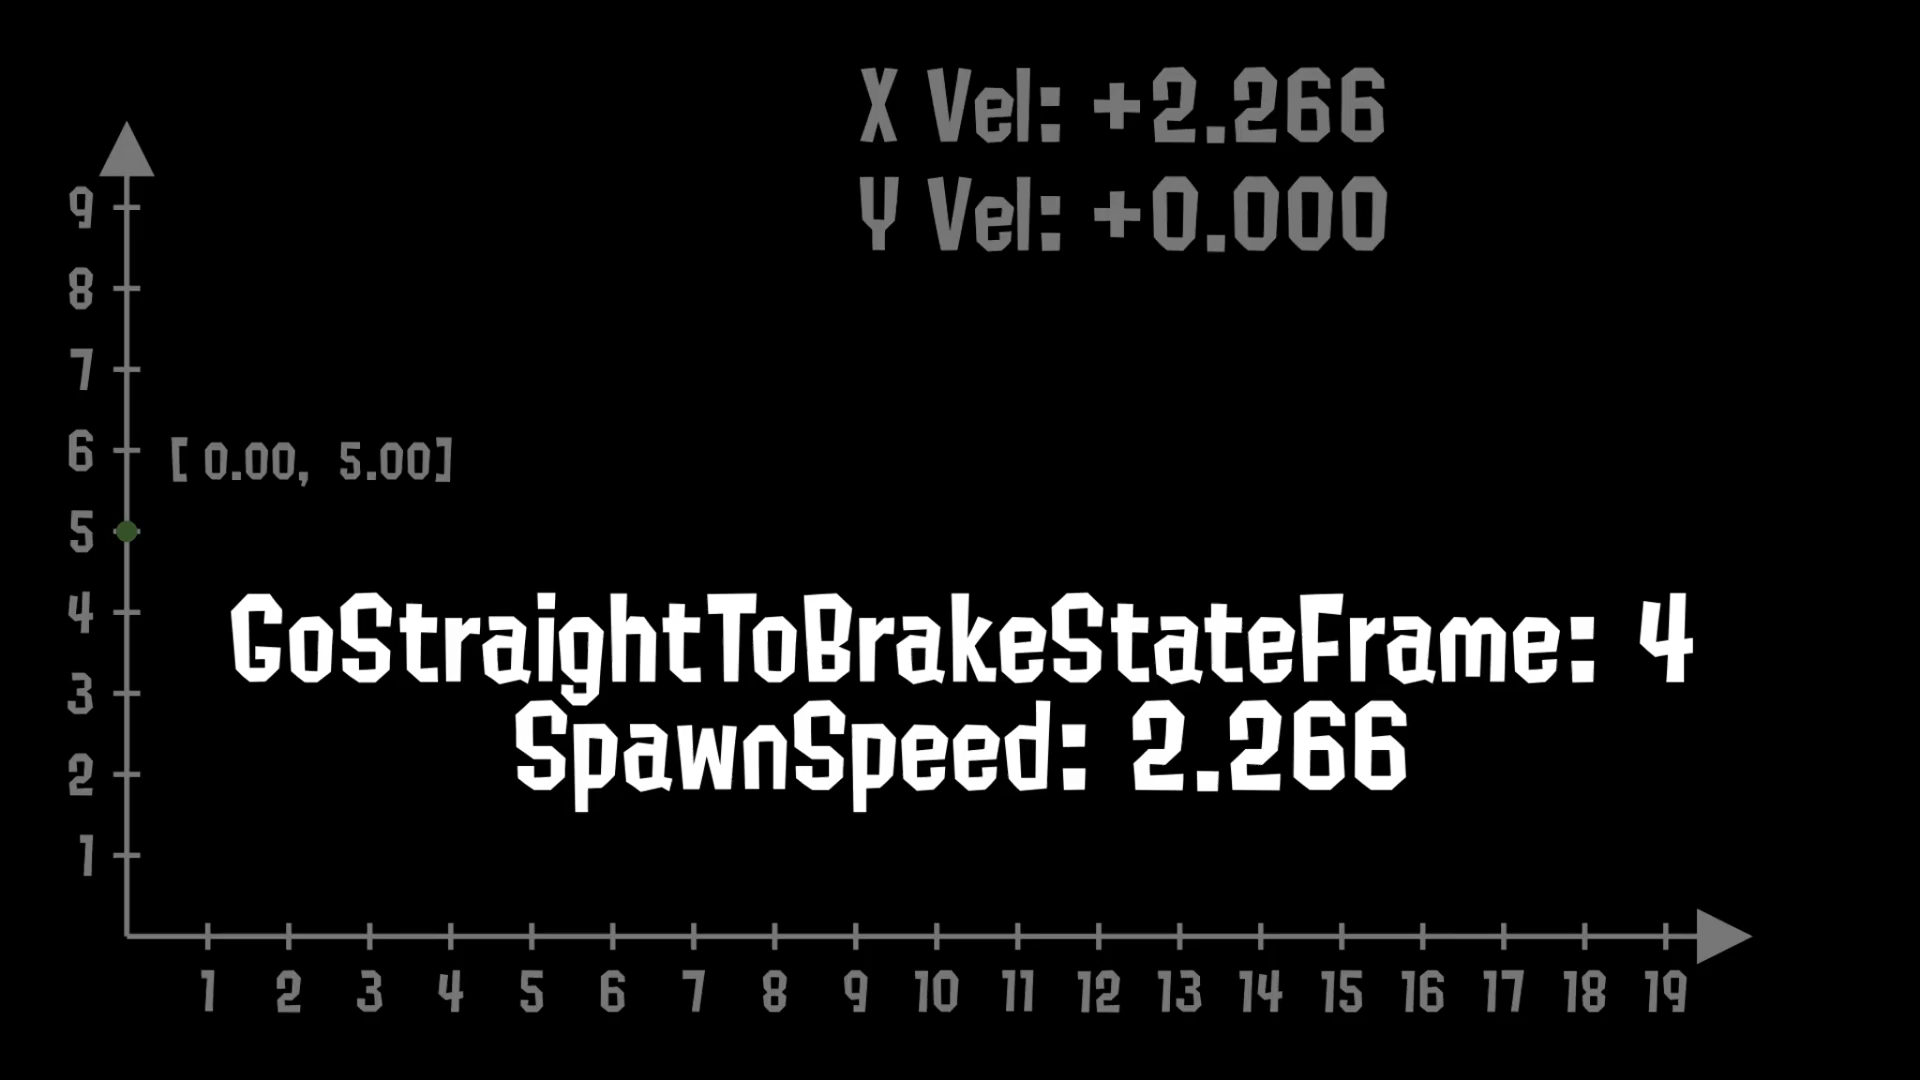 X Vel: +2.266
Y Vel: +0.000
9
8
7
6
[ 0.00, 5.00]
5
4
GoStraightToBrakeStateFrame: 4
3
SpawnSpeed: 2.266
2
1
1 2 3 4 5 6 7 8 9 10 11 12 13 14 15 16 17 18 19